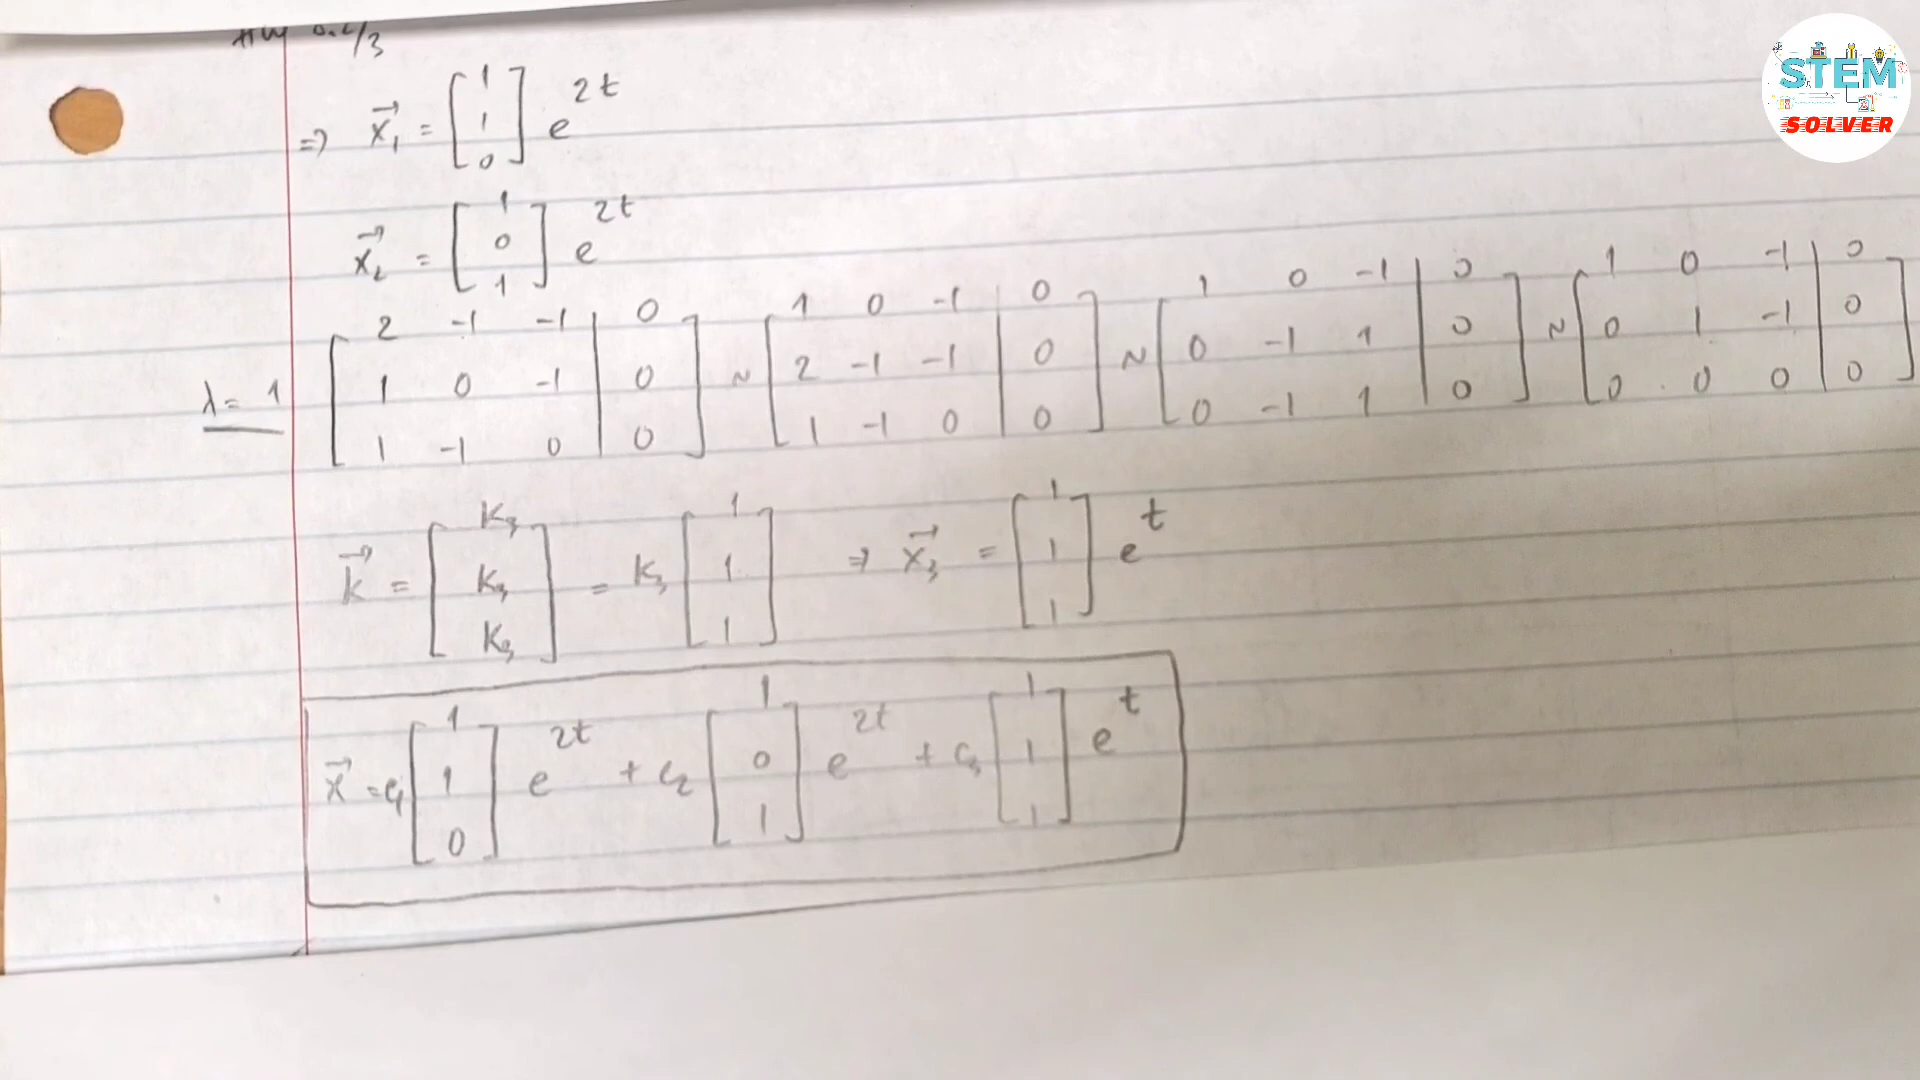 ⇒ x⃗₁ = [1 1 0] e^2t
x⃗₂ = [1 0 1] e^2t
λ = 1 [2 -1 -1 | 0; 1 0 -1 | 0; 1 -1 0 | 0] ~ [1 0 -1 | 0; 2 -1 -1 | 0; 1 -1 0 | 0] ~ [1 0 -1 | 0; 0 -1 1 | 0; 0 -1 1 | 0] ~ [1 0 -1 | 0; 0 1 -1 | 0; 0 0 0 | 0]
k⃗ = [k₃ k₃ k₃] = k₃ [1 1 1] ⇒ x⃗₃ = [1 1 1] e^t
x⃗ = c₁ [1 1 0] e^2t + c₂ [1 0 1] e^2t + c₃ [1 1 1] e^t
STEM
SOLVER